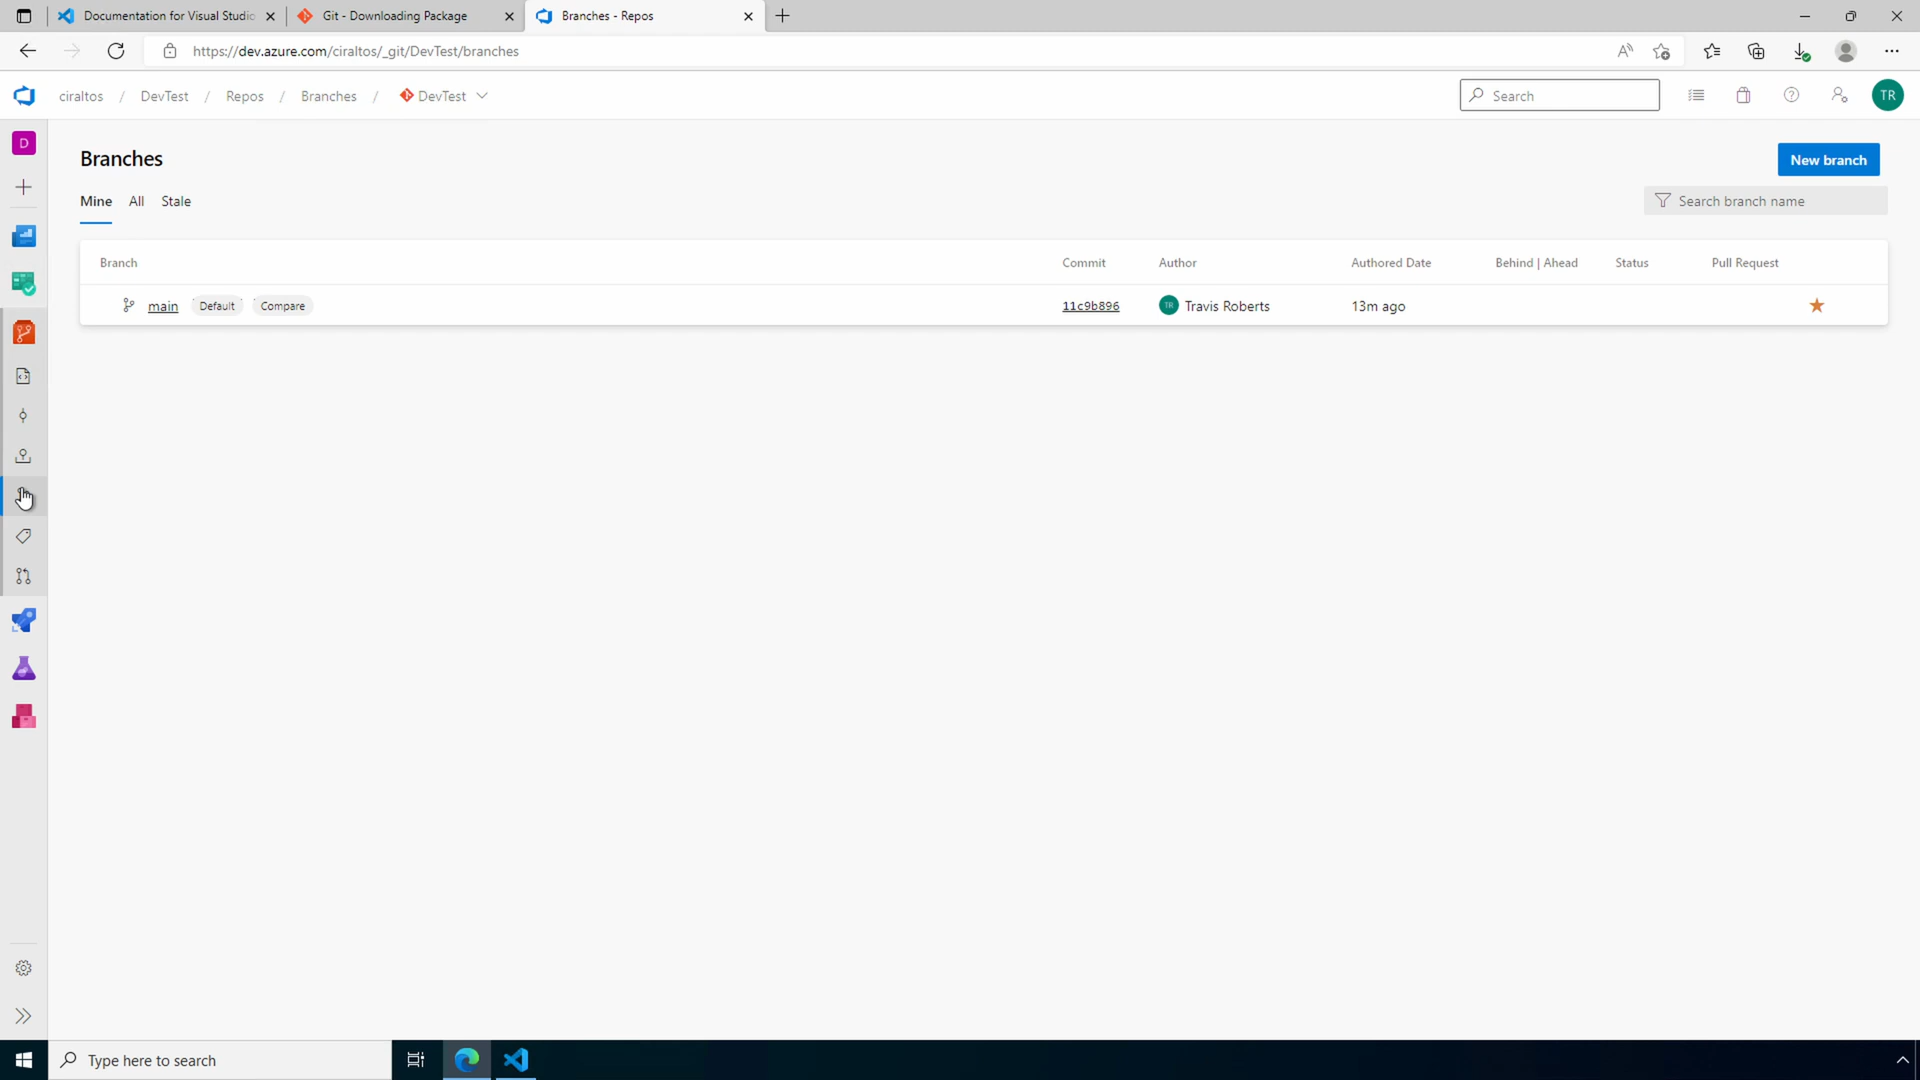 Documentation for Visual Studio
Git - Downloading Package
Branches - Repos
https://dev.azure.com/ciraltos/_git/DevTest/branches
ciraltos / DevTest / Repos / Branches / DevTest
Search
TR
D
Branches
New branch
Mine All Stale
Search branch name
Branch Commit Author Authored Date Behind | Ahead Status Pull Request
main Default Compare 11c9b896 TR Travis Roberts 13m ago
Type here to search